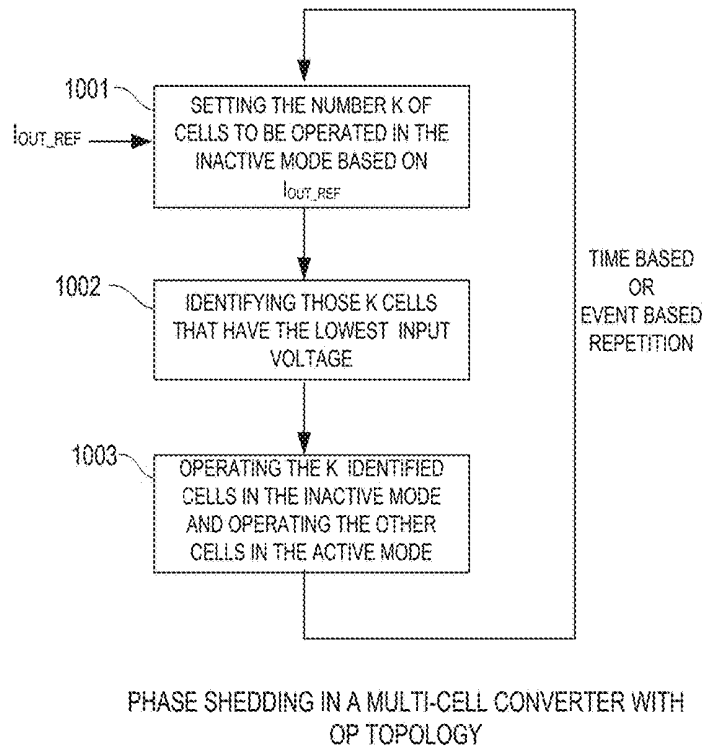 1001
SETTING THE NUMBER K OF
CELLS TO BE OPERATED IN THE
INACTIVE MODE BASED ON
IOUT_REF
IOUT_REF
1002
IDENTIFYING THOSE K CELLS
THAT HAVE THE LOWEST INPUT
VOLTAGE
TIME BASED
OR
EVENT BASED
REPETITION
1003
OPERATING THE K IDENTIFIED
CELLS IN THE INACTIVE MODE
AND OPERATING THE OTHER
CELLS IN THE ACTIVE MODE
PHASE SHEDDING IN A MULTI-CELL CONVERTER WITH
OP TOPOLOGY